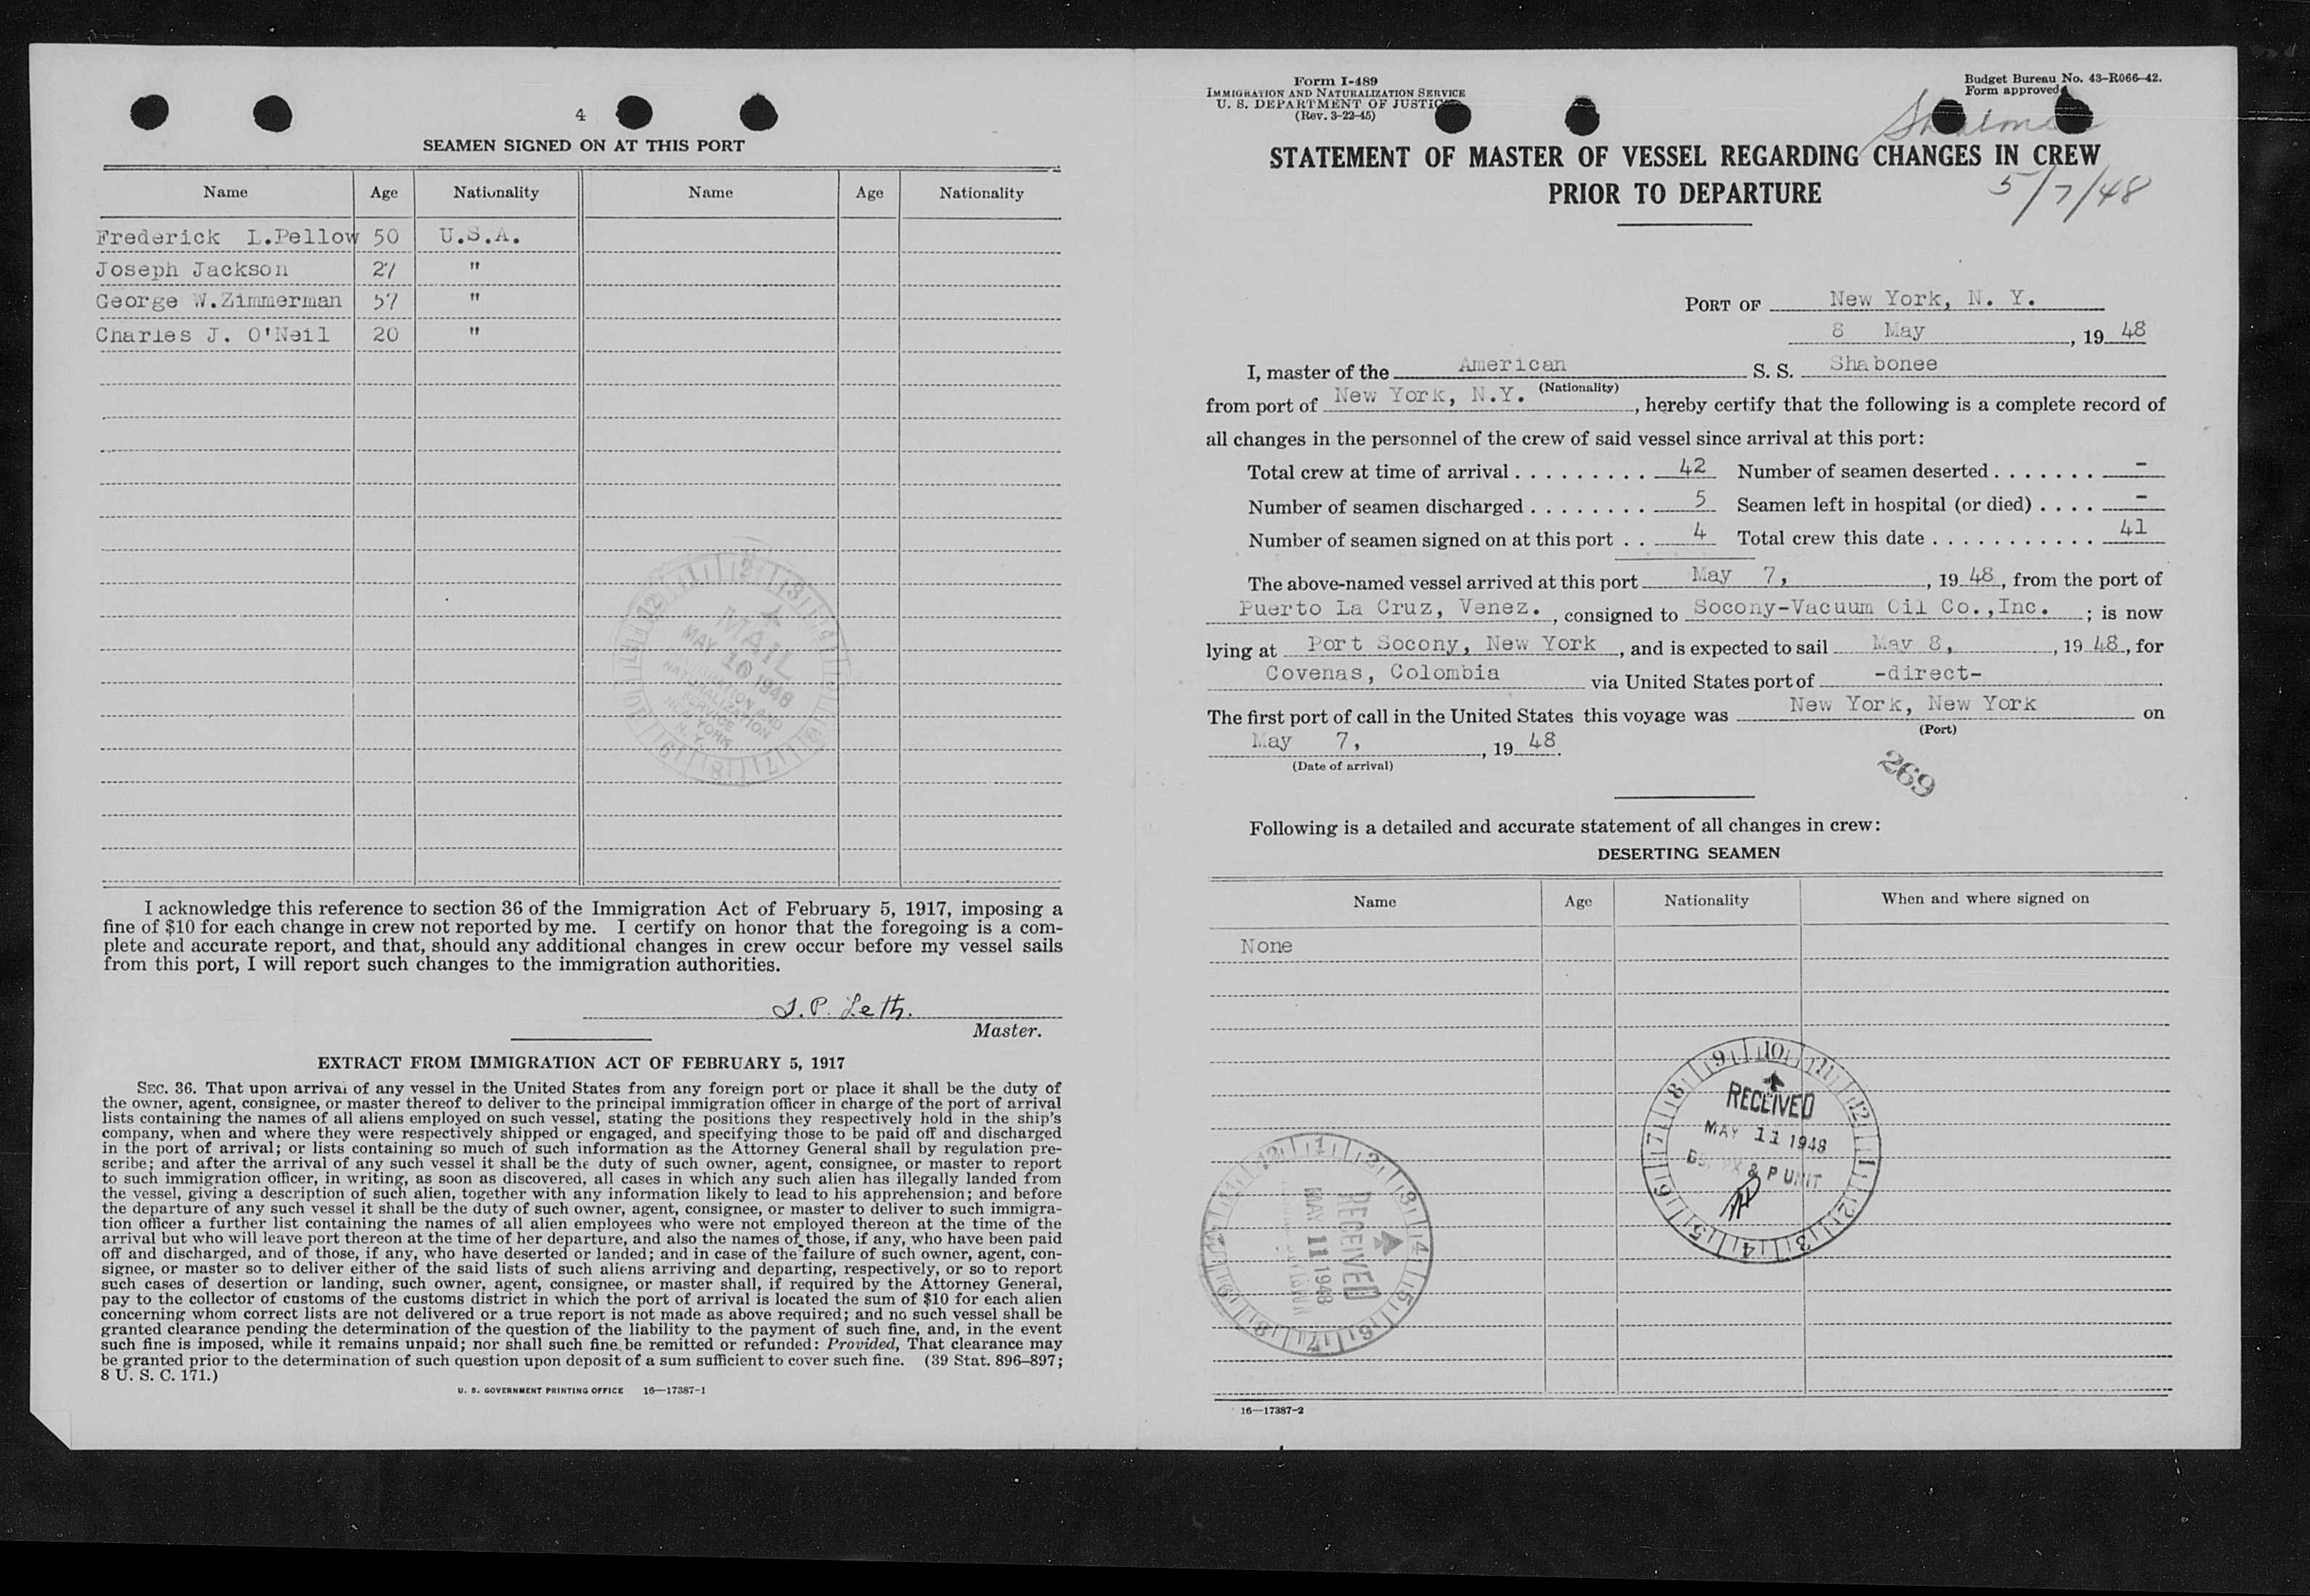 4
SEAMEN SIGNED ON AT THIS PORT
Name Age Nationality Name Age Nationality
Frederick L.Pellow 50 U.S.A.
Joseph Jackson 27 "
George W.Zimmerman 57 "
Charles J. O'Neil 20 "
MAIL
MAY 10 1948
IMMIGRATION AND
NATURALIZATION
SERVICE
NEW YORK
N. Y.
I acknowledge this reference to section 36 of the Immigration Act of February 5, 1917, imposing a
fine of $10 for each change in crew not reported by me. I certify on honor that the foregoing is a com-
plete and accurate report, and that, should any additional changes in crew occur before my vessel sails
from this port, I will report such changes to the immigration authorities.
J. P. Leth.
Master.
EXTRACT FROM IMMIGRATION ACT OF FEBRUARY 5, 1917
SEC. 36. That upon arrival of any vessel in the United States from any foreign port or place it shall be the duty of
the owner, agent, consignee, or master thereof to deliver to the principal immigration officer in charge of the port of arrival
lists containing the names of all aliens employed on such vessel, stating the positions they respectively hold in the ship's
company, when and where they were respectively shipped or engaged, and specifying those to be paid off and discharged
in the port of arrival; or lists containing so much of such information as the Attorney General shall by regulation pre-
scribe; and after the arrival of any such vessel it shall be the duty of such owner, agent, consignee, or master to report
to such immigration officer, in writing, as soon as discovered, all cases in which any such alien has illegally landed from
the vessel, giving a description of such alien, together with any information likely to lead to his apprehension; and before
the departure of any such vessel it shall be the duty of such owner, agent, consignee, or master to deliver to such immigra-
tion officer a further list containing the names of all alien employees who were not employed thereon at the time of the
arrival but who will leave port thereon at the time of her departure, and also the names of those, if any, who have been paid
off and discharged, and of those, if any, who have deserted or landed; and in case of the failure of such owner, agent, con-
signee, or master so to deliver either of the said lists of such aliens arriving and departing, respectively, or so to report
such cases of desertion or landing, such owner, agent, consignee, or master shall, if required by the Attorney General,
pay to the collector of customs of the customs district in which the port of arrival is located the sum of $10 for each alien
concerning whom correct lists are not delivered or a true report is not made as above required; and no such vessel shall be
granted clearance pending the determination of the question of the liability to the payment of such fine, and, in the event
such fine is imposed, while it remains unpaid; nor shall such fine be remitted or refunded: Provided, That clearance may
be granted prior to the determination of such question upon deposit of a sum sufficient to cover such fine. (39 Stat. 896–897;
8 U. S. C. 171.)
U. S. GOVERNMENT PRINTING OFFICE 16—17387-1
Form I-489
IMMIGRATION AND NATURALIZATION SERVICE
U. S. DEPARTMENT OF JUSTICE
(Rev. 3-22-45)
Budget Bureau No. 43–R066–42.
Form approved.
STATEMENT OF MASTER OF VESSEL REGARDING CHANGES IN CREW
PRIOR TO DEPARTURE
5/7/48
PORT OF New York, N. Y.
8 May, 19 48
I, master of the American S. S. Shabonee
(Nationality)
from port of New York, N.Y., hereby certify that the following is a complete record of
all changes in the personnel of the crew of said vessel since arrival at this port:
Total crew at time of arrival . . . . . . . . . 42 Number of seamen deserted . . . . . . . -
Number of seamen discharged . . . . . . . . 5 Seamen left in hospital (or died) . . . . -
Number of seamen signed on at this port . . 4 Total crew this date . . . . . . . . . . . 41
The above-named vessel arrived at this port May 7, , 19 48, from the port of
Puerto La Cruz, Venez. , consigned to Socony-Vacuum Oil Co.,Inc. ; is now
lying at Port Socony, New York , and is expected to sail May 8, , 19 48, for
Covenas, Colombia via United States port of -direct-
The first port of call in the United States this voyage was New York, New York on
(Port)
May 7, , 19 48.
(Date of arrival)
269
Following is a detailed and accurate statement of all changes in crew:
DESERTING SEAMEN
Name Age Nationality When and where signed on
None
RECEIVED
MAY 11 1948
& P UNIT
RECEIVED
MAY 11 1948
16—17387-2